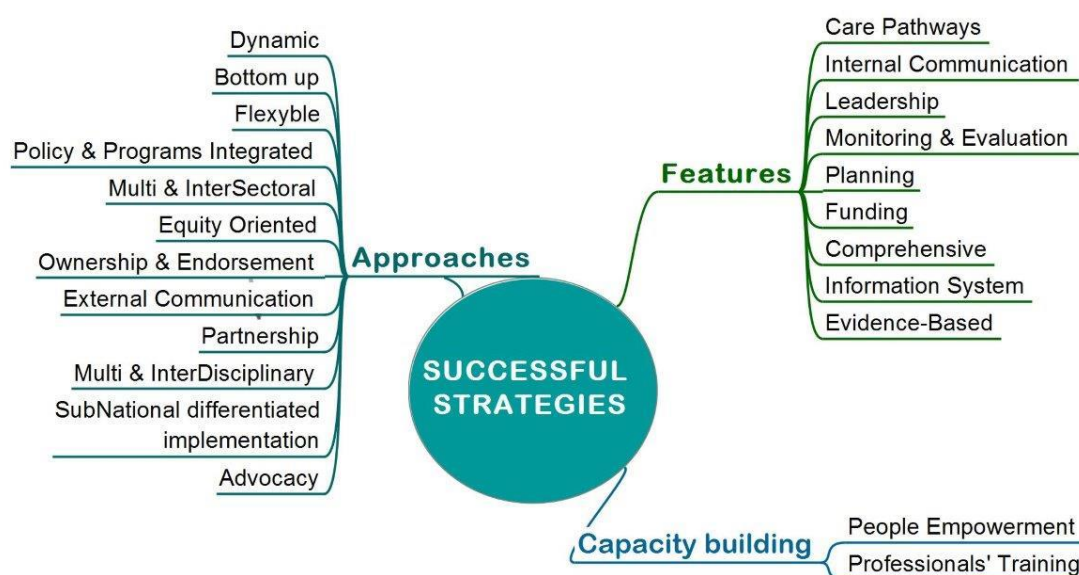 Dynamic
Bottom up
Flexyble
Policy & Programs Integrated
Multi & InterSectoral
Equity Oriented
Ownership & Endorsement
External Communication
Partnership
Multi & InterDisciplinary
SubNational differentiated
implementation
Advocacy
Approaches
SUCCESSFUL
STRATEGIES
Features
Care Pathways
Internal Communication
Leadership
Monitoring & Evaluation
Planning
Funding
Comprehensive
Information System
Evidence-Based
Capacity building
People Empowerment
Professionals' Training